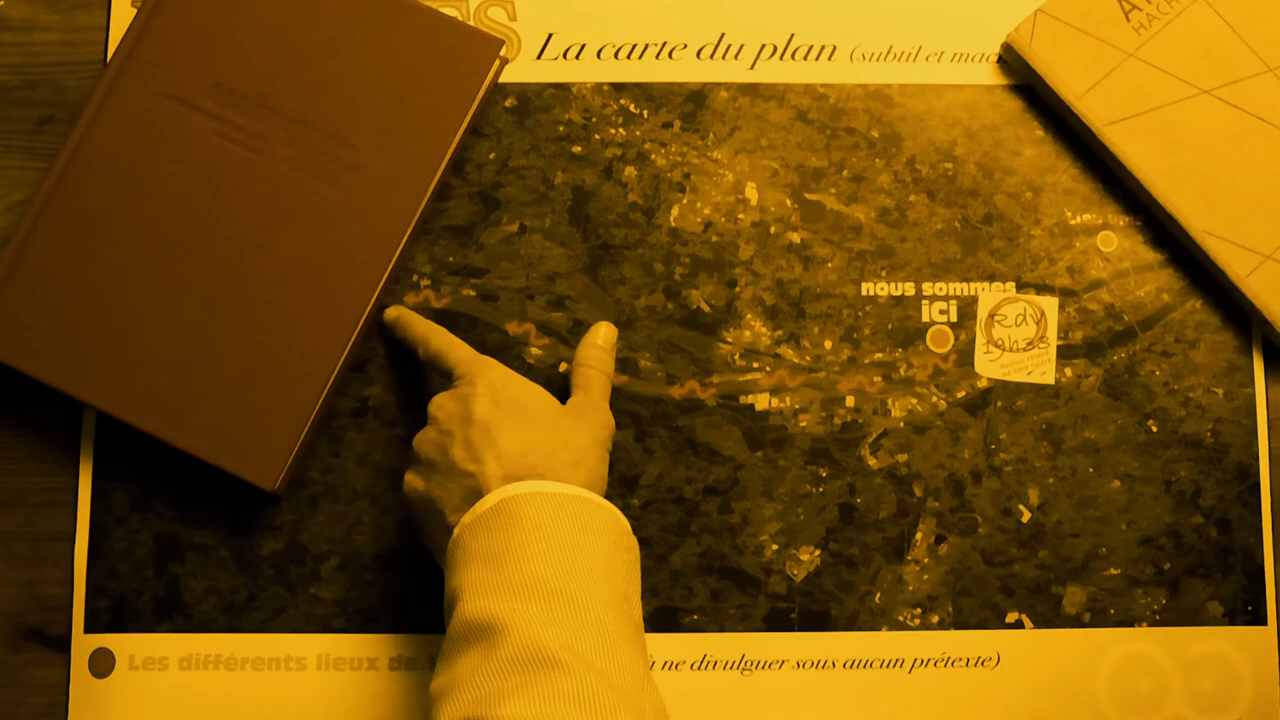 La carte du plan (subtil et mac
HACH
nous sommes
iCi
Rdv
19h33
Les différents lieux de
à ne divulguer sous aucun prétexte)